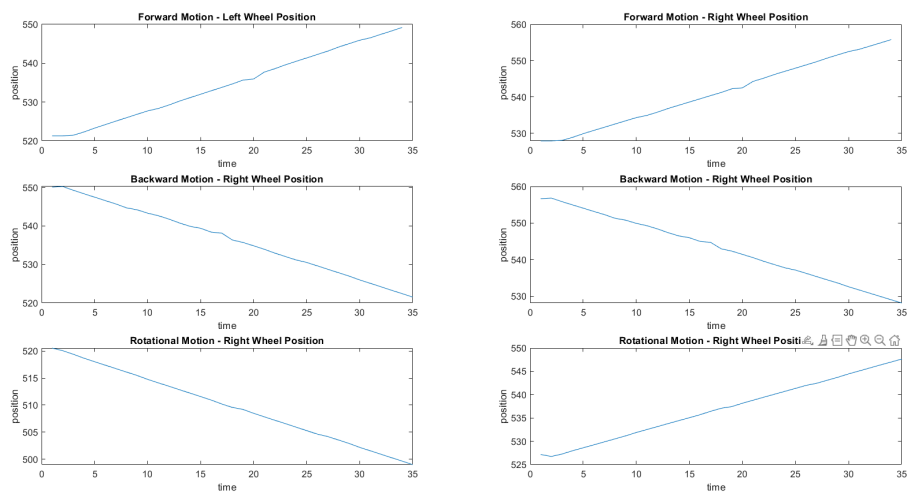 Forward Motion - Left Wheel Position
550
540
530
520
position
0 5 10 15 20 25 30 35
time
Forward Motion - Right Wheel Position
560
550
540
530
position
0 5 10 15 20 25 30 35
time
Backward Motion - Right Wheel Position
550
540
530
520
position
0 5 10 15 20 25 30 35
time
Backward Motion - Right Wheel Position
560
550
540
530
position
0 5 10 15 20 25 30 35
time
Rotational Motion - Right Wheel Position
520
515
510
505
500
position
0 5 10 15 20 25 30 35
time
Rotational Motion - Right Wheel Positi
550
545
540
535
530
525
position
0 5 10 15 20 25 30 35
time